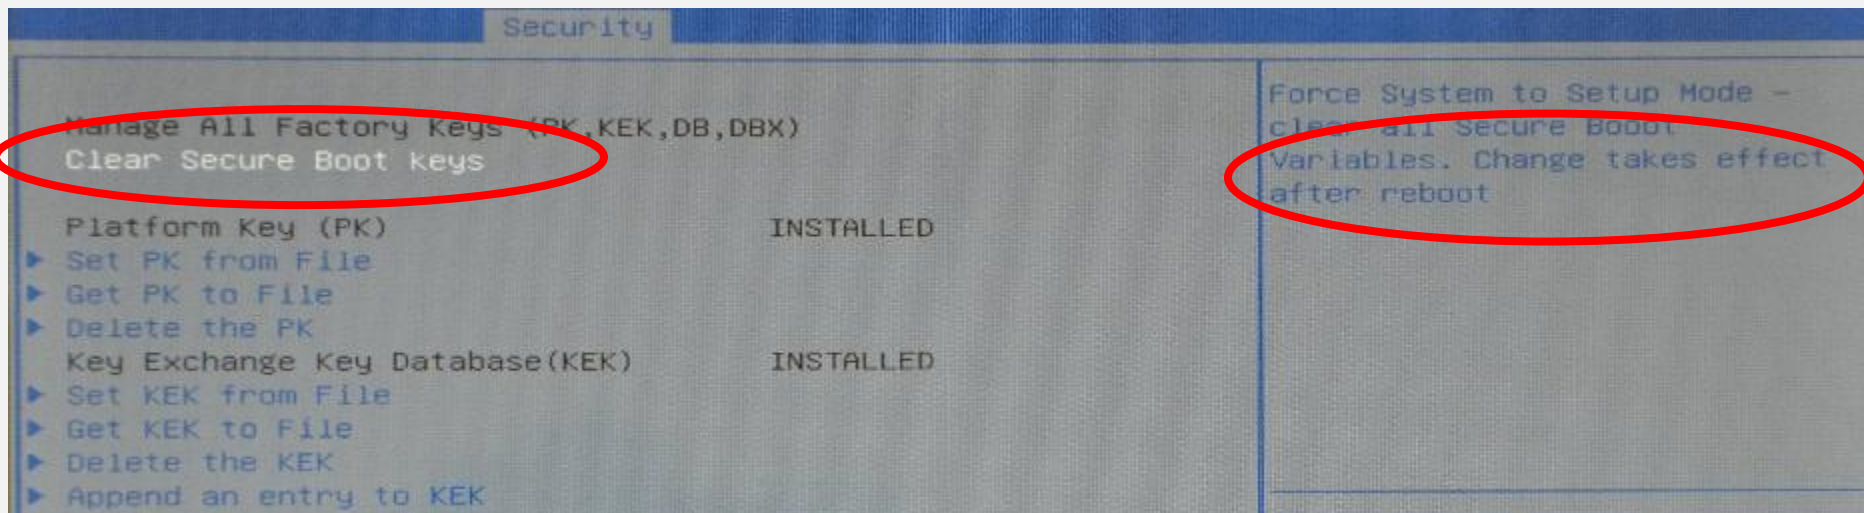 Security
Manage All Factory Keys (PK,KEK,DB,DBX)
Clear Secure Boot keys
Platform Key (PK) INSTALLED
Set PK from File
Get PK to File
Delete the PK
Key Exchange Key Database(KEK) INSTALLED
Set KEK from File
Get KEK to File
Delete the KEK
Append an entry to KEK
Force System to Setup Mode -
clear all Secure Booot
Variables. Change takes effect
after reboot